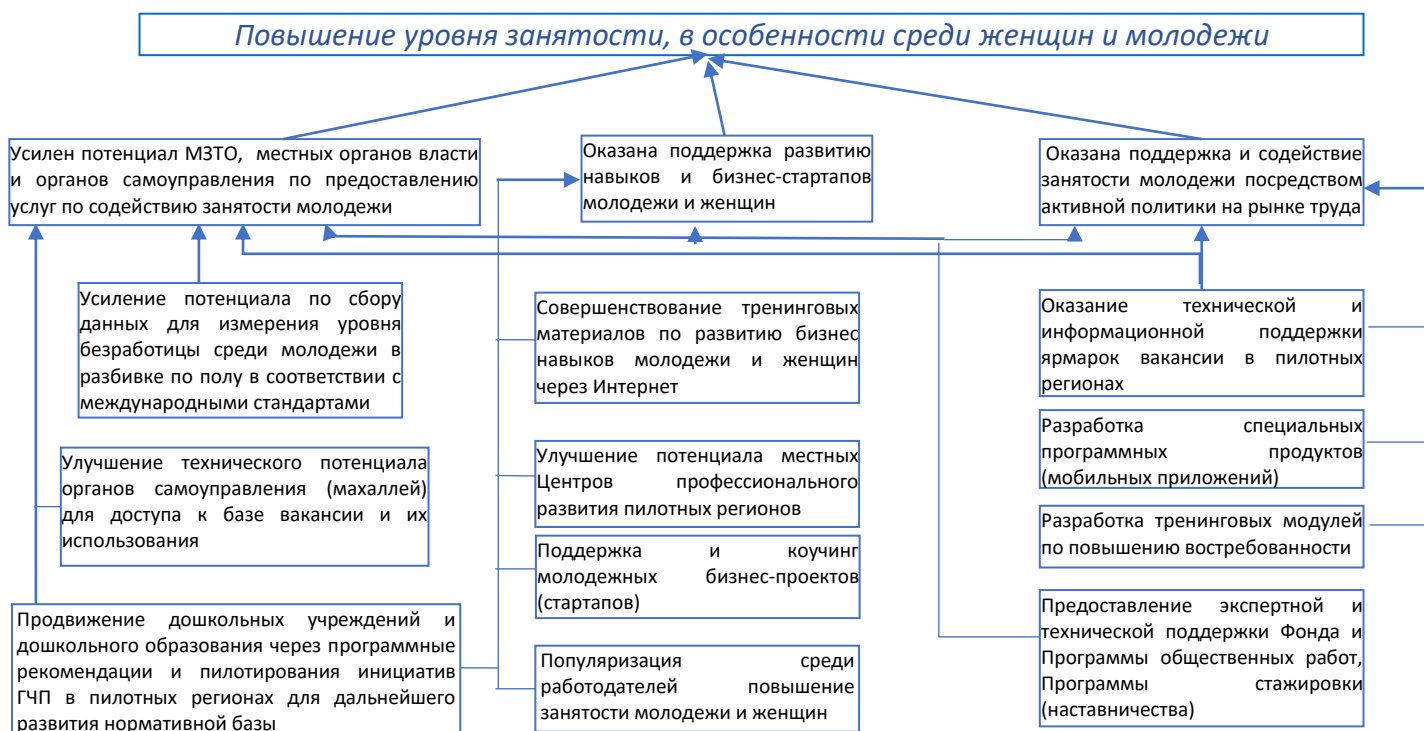 Повышение уровня занятости, в особенности среди женщин и молодежи
Усилен потенциал МЗТО, местных органов власти
и органов самоуправления по предоставлению
услуг по содействию занятости молодежи
Оказана поддержка развитию
навыков и бизнес-стартапов
молодежи и женщин
Оказана поддержка и содействие
занятости молодежи посредством
активной политики на рынке труда
Усиление потенциала по сбору
данных для измерения уровня
безработицы среди молодежи в
разбивке по полу в соответствии с
международными стандартами
Улучшение технического потенциала
органов самоуправления (махаллей)
для доступа к базе вакансии и их
использования
Продвижение дошкольных учреждений и
дошкольного образования через программные
рекомендации и пилотирования инициатив
ГЧП в пилотных регионах для дальнейшего
развития нормативной базы
Совершенствование тренинговых
материалов по развитию бизнес
навыков молодежи и женщин
через Интернет
Улучшение потенциала местных
Центров профессионального
развития пилотных регионов
Поддержка и коучинг
молодежных бизнес-проектов
(стартапов)
Популяризация среди
работодателей повышение
занятости молодежи и женщин
Оказание технической и
информационной поддержки
ярмарок вакансии в пилотных
регионах
Разработка специальных
программных продуктов
(мобильных приложений)
Разработка тренинговых модулей
по повышению востребованности
Предоставление экспертной и
технической поддержки Фонда и
Программы общественных работ,
Программы стажировки
(наставничества)